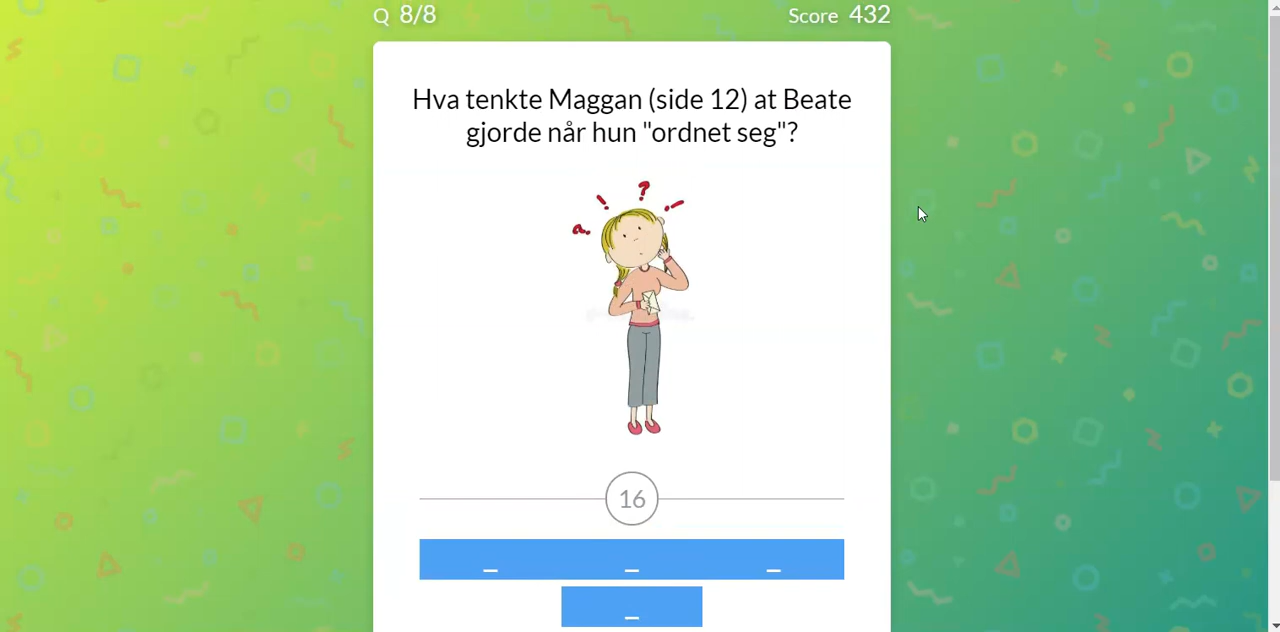 Q 8/8
Score 432
Hva tenkte Maggan (side 12) at Beate
gjorde når hun "ordnet seg"?
16
_ _ _
_